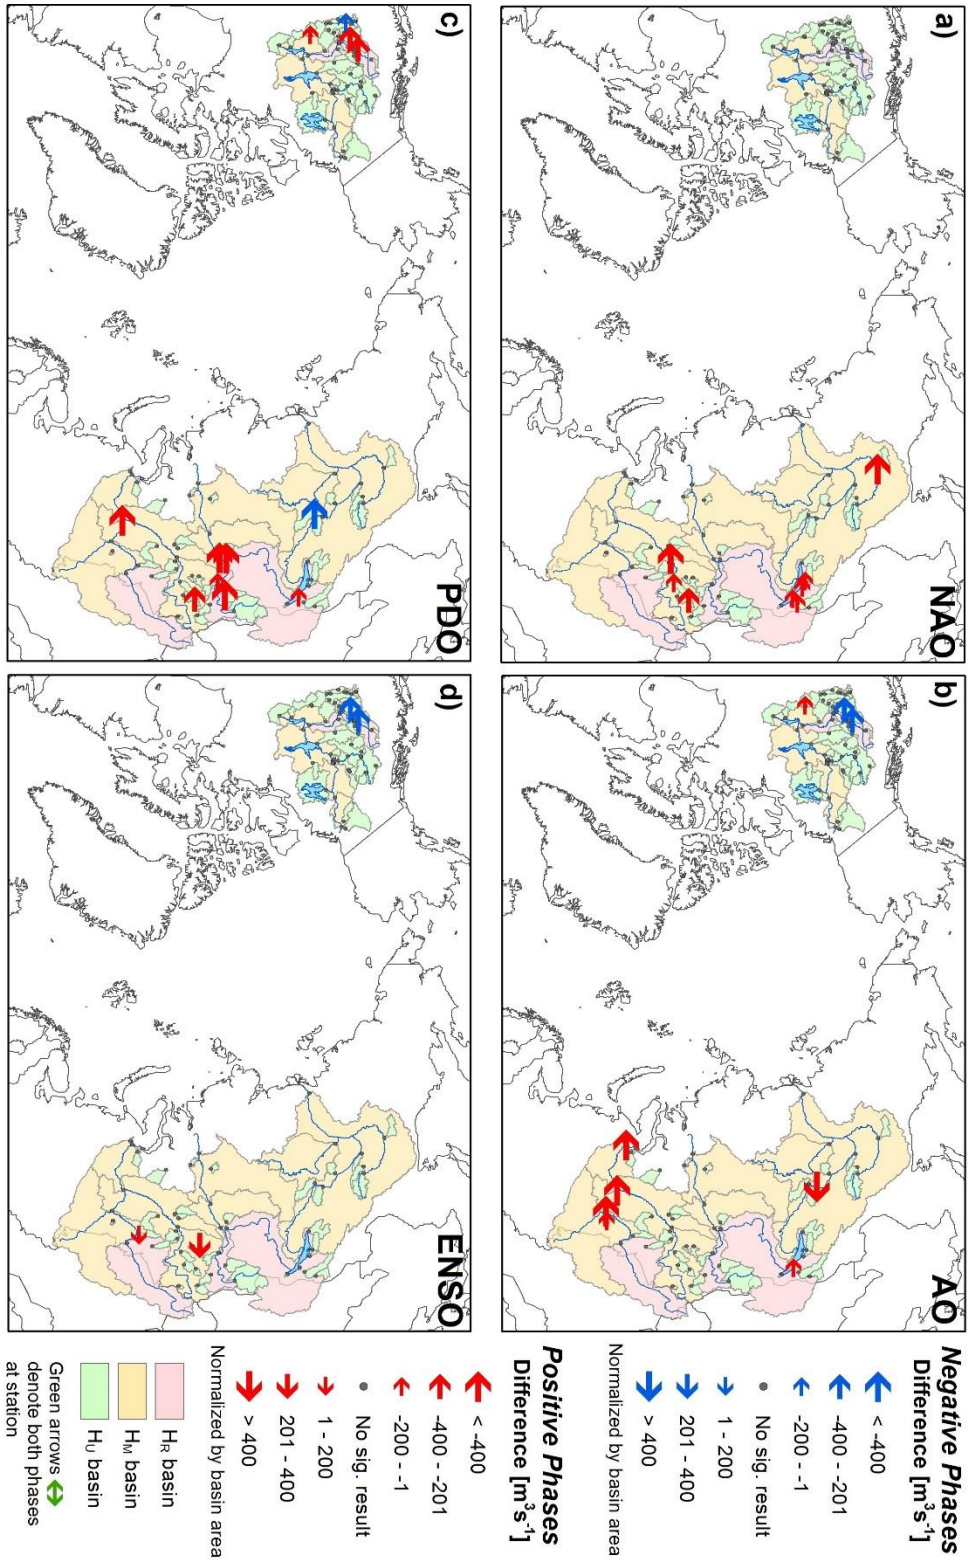 a)
NAO
b)
AO
c)
PDO
d)
ENSO
Negative Phases
Difference [m³s⁻¹]
< -400
-400 - -201
-200 - -1
No sig. result
1 - 200
201 - 400
> 400
Normalized by basin area
Positive Phases
Difference [m³s⁻¹]
< -400
-400 - -201
-200 - -1
No sig. result
1 - 200
201 - 400
> 400
Normalized by basin area
H_R basin
H_M basin
H_U basin
Green arrows
denote both phases
at station